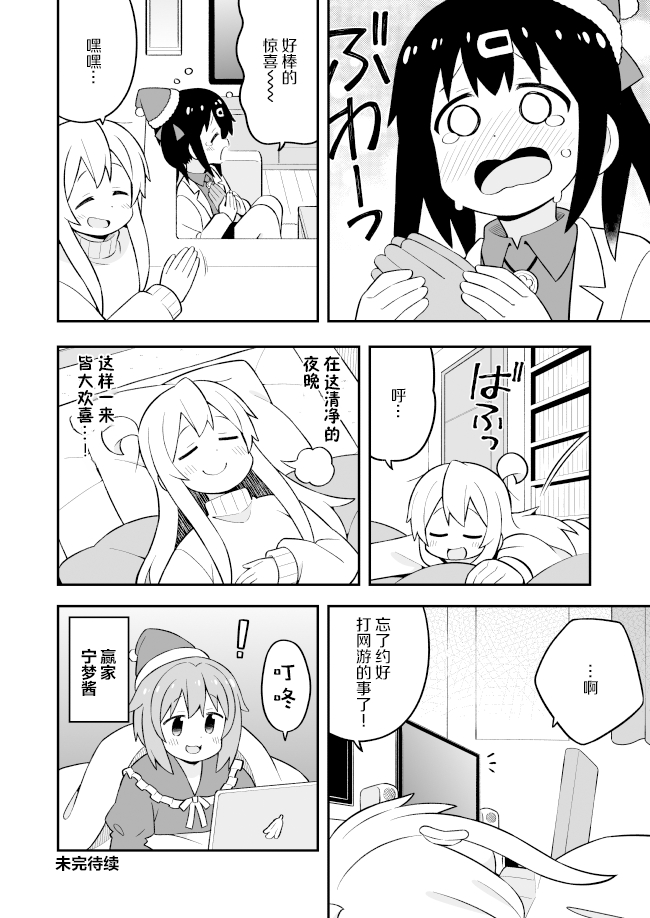 ぶわーっ
好棒的
惊喜~~
嘿嘿…
ばふっ
呼…
在这清净的
夜晚
这样一来
皆大欢喜…!
…啊
忘了约好
打网游的事了!
叮咚
!
赢家
宁梦酱
未完待续